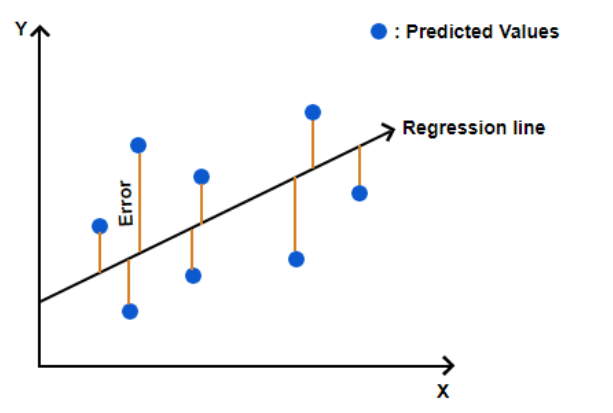 Y
: Predicted Values
Regression line
Error
X